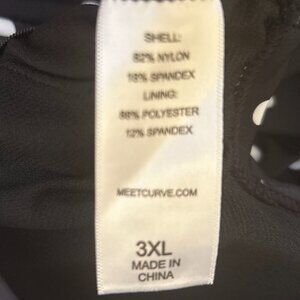 SHELL:
82% NYLON
18% SPANDEX
LINING:
88% POLYESTER
12% SPANDEX
MEETCURVE.COM
3XL
MADE IN
CHINA